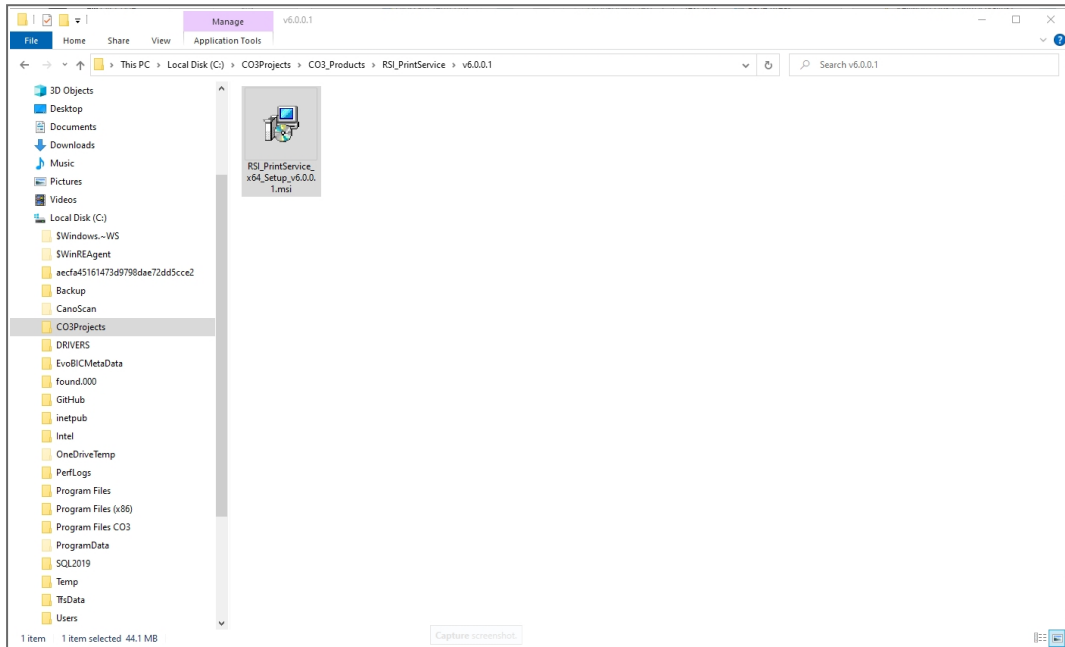 Manage
v6.0.0.1
File
Home
Share
View
Application Tools
This PC > Local Disk (C:) > CO3Projects > CO3_Products > RSI_PrintService > v6.0.0.1
Search v6.0.0.1
3D Objects
Desktop
Documents
Downloads
Music
Pictures
Videos
Local Disk (C:)
$Windows.~WS
$WinREAgent
aecfa45161473d9798dae72dd5cce2
Backup
CanoScan
CO3Projects
DRIVERS
EvoBICMetaData
found.000
GitHub
inetpub
Intel
OneDriveTemp
PerfLogs
Program Files
Program Files (x86)
Program Files CO3
ProgramData
SQL2019
Temp
TfsData
Users
RSI_PrintService_
x64_Setup_v6.0.0.
1.msi
1 item
1 item selected 44.1 MB
Capture screenshot.